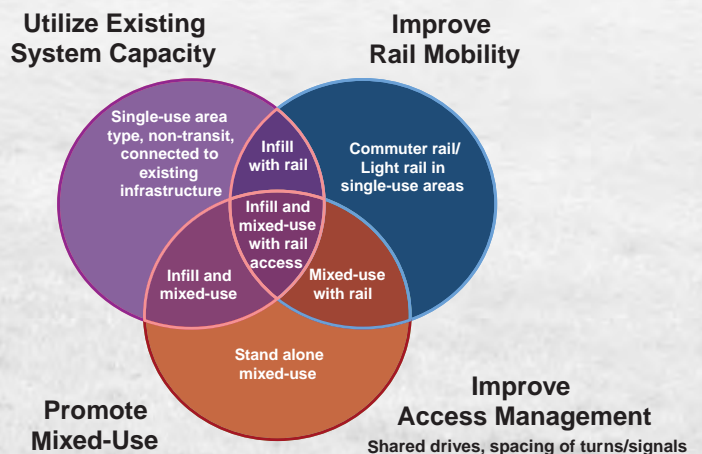 Utilize Existing
System Capacity
Improve
Rail Mobility
Single-use area
type, non-transit,
connected to
existing
infrastructure
Infill
with rail
Commuter rail/
Light rail in
single-use areas
Infill and
mixed-use
with rail
access
Infill and
mixed-use
Mixed-use
with rail
Stand alone
mixed-use
Promote
Mixed-Use
Improve
Access Management
Shared drives, spacing of turns/signals